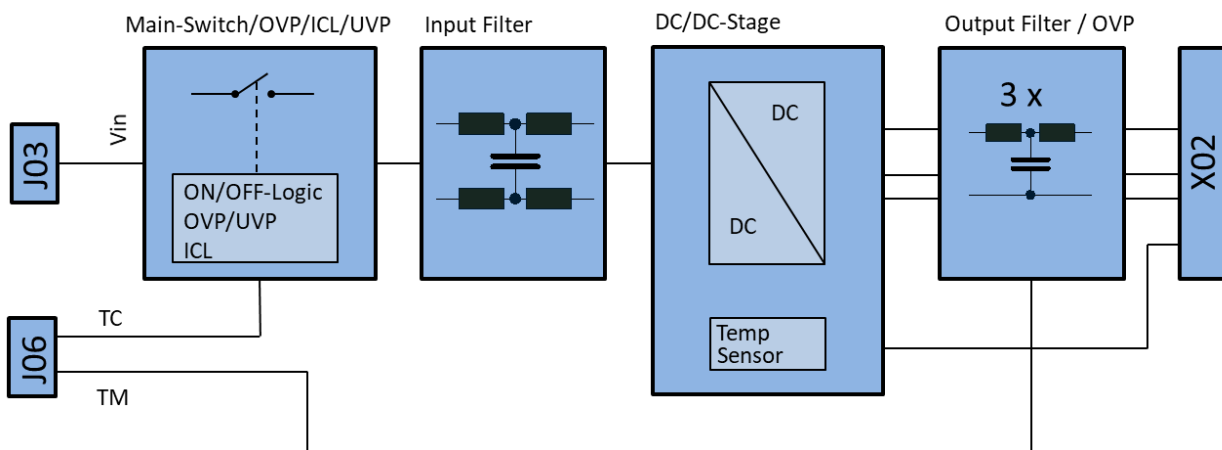 Main-Switch/OVP/ICL/UVP
Input Filter
DC/DC-Stage
Output Filter / OVP
J03
Vin
ON/OFF-Logic
OVP/UVP
ICL
DC
DC
3 x
X02
Temp
Sensor
J06
TC
TM